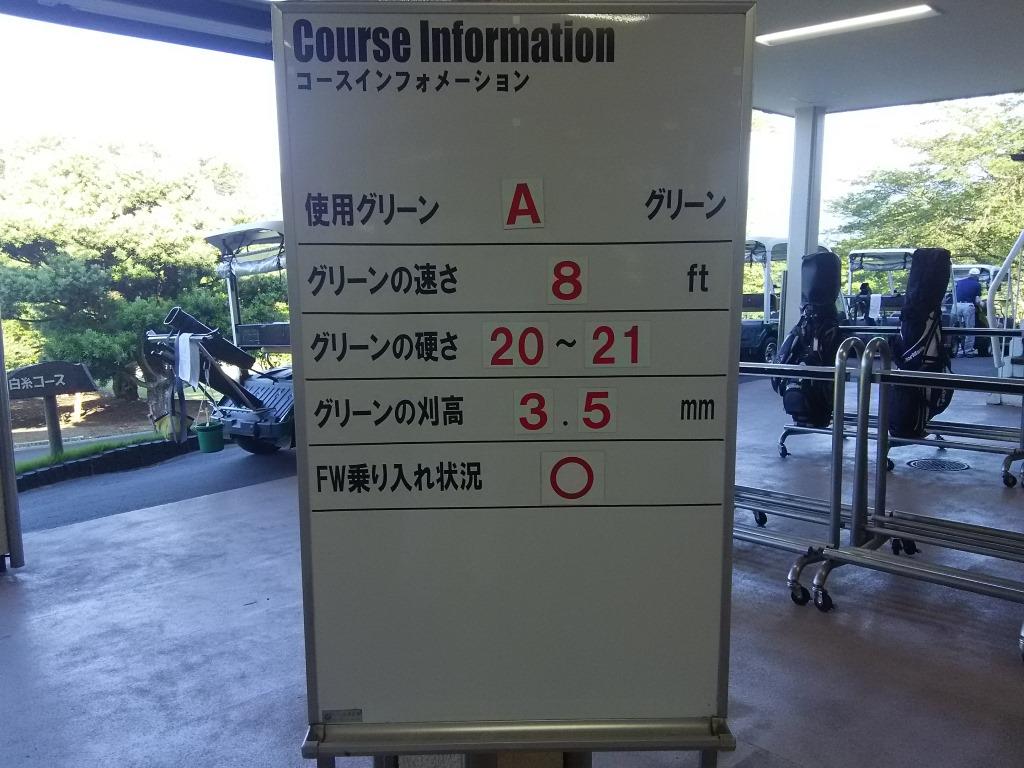 Course Information
コースインフォメーション
使用グリーン A グリーン
グリーンの速さ 8 ft
グリーンの硬さ 20～21
グリーンの刈高 3.5 mm
FW乗り入れ状況 〇
白糸コース